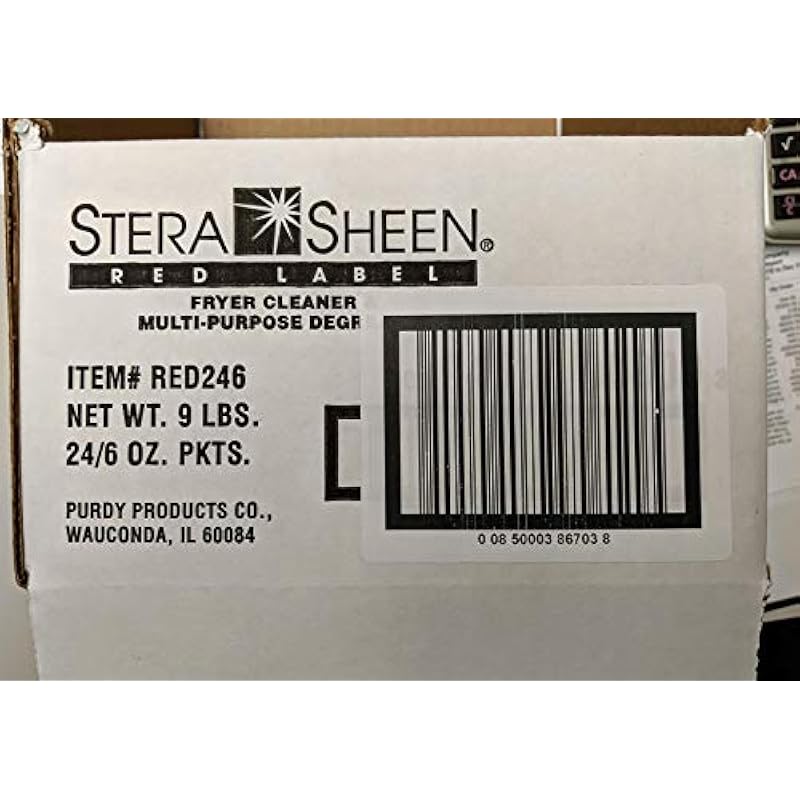 STERA SHEEN®
RED LABEL
FRYER CLEANER
MULTI-PURPOSE DEGR
ITEM# RED246
NET WT. 9 LBS.
24/6 OZ. PKTS.
PURDY PRODUCTS CO.,
WAUCONDA, IL 60084
0 08 50003 86703 8
√
CA